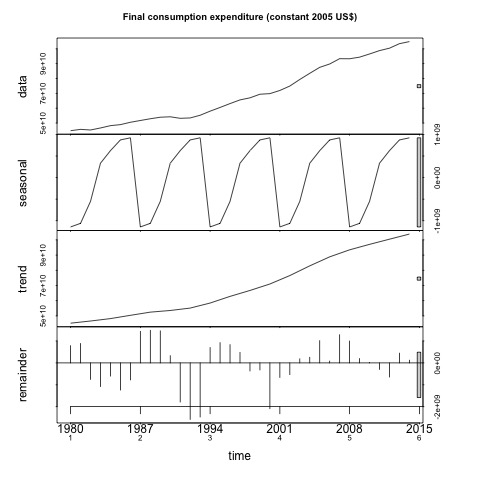 Final consumption expenditure (constant 2005 US$)
data
5e+10 7e+10 9e+10
seasonal
-1e+09 0e+00 1e+09
trend
5e+10 7e+10 9e+10
remainder
-2e+09 0e+00
1980 1987 1994 2001 2008 2015
1 2 3 4 5 6
time